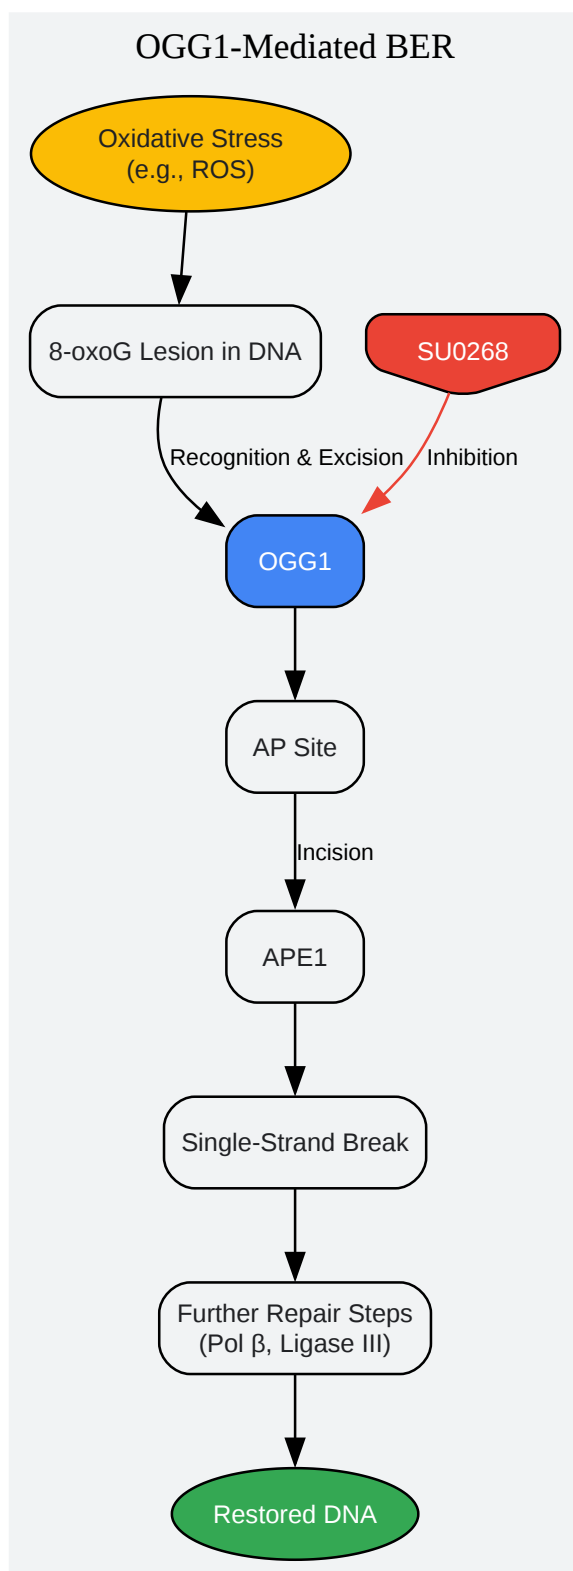 OGG1-Mediated BER
Oxidative Stress
(e.g., ROS)
8-oxoG Lesion in DNA
SU0268
Recognition & Excision
Inhibition
OGG1
AP Site
Incision
APE1
Single-Strand Break
Further Repair Steps
(Pol β, Ligase III)
Restored DNA